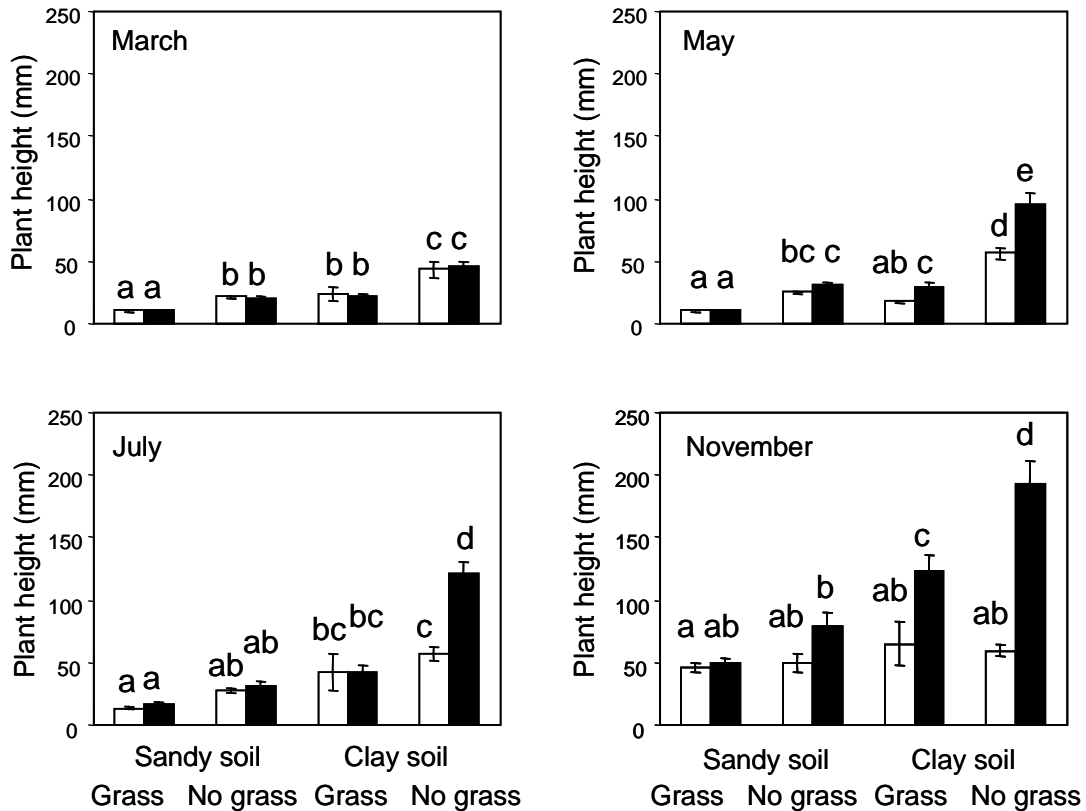 March
Plant height (mm)
250
200
150
100
50
0
a a
b b
b b
c c
May
Plant height (mm)
250
200
150
100
50
0
a a
bc c
ab c
d e
July
Plant height (mm)
250
200
150
100
50
0
a a
ab ab
bc bc
c d
Sandy soil Clay soil
Grass No grass Grass No grass
November
Plant height (mm)
250
200
150
100
50
0
a ab
ab b
ab c
ab d
Sandy soil Clay soil
Grass No grass Grass No grass